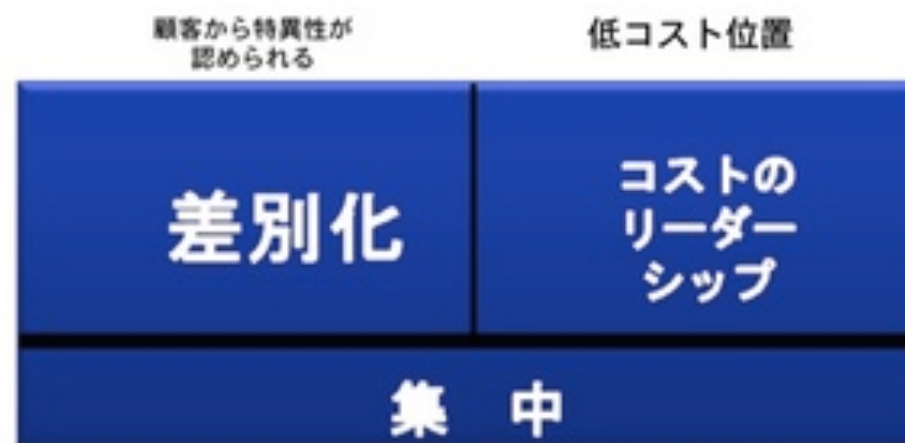 顧客から特異性が
認められる
低コスト位置
差別化
コストの
リーダー
シップ
集 中